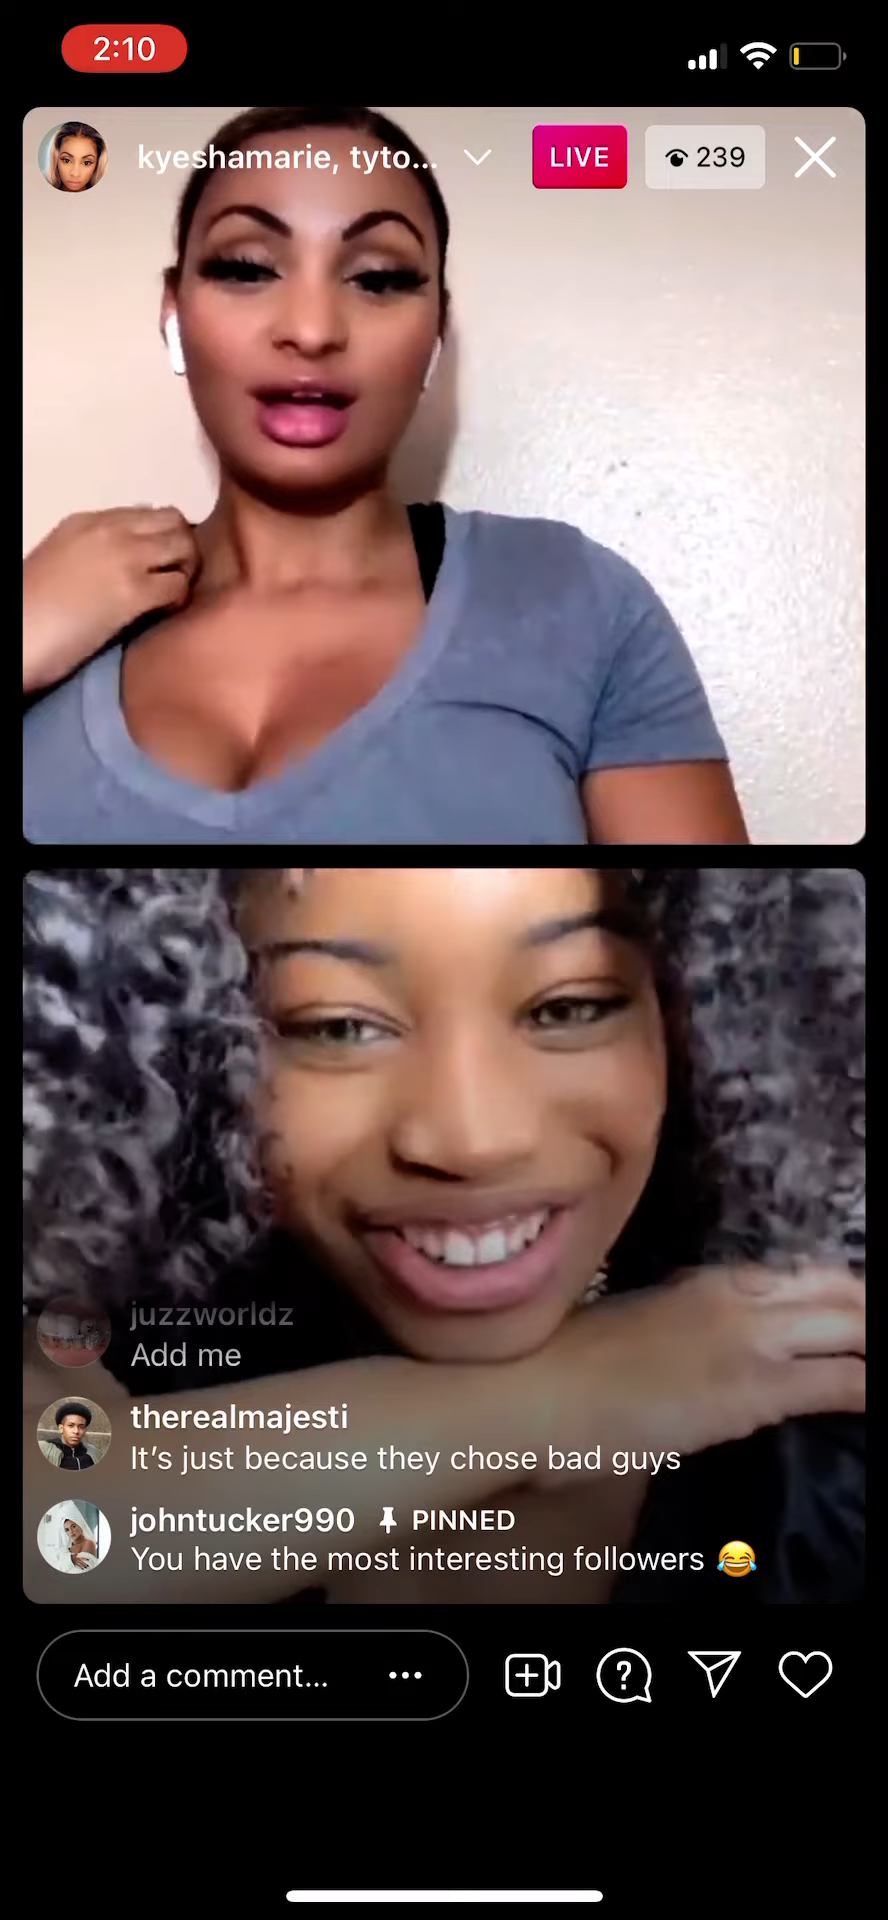 2:10
kyeshamarie, tyto...
LIVE
239
juzzworldz
Add me
therealmajesti
It’s just because they chose bad guys
johntucker990 PINNED
You have the most interesting followers 😂
Add a comment...